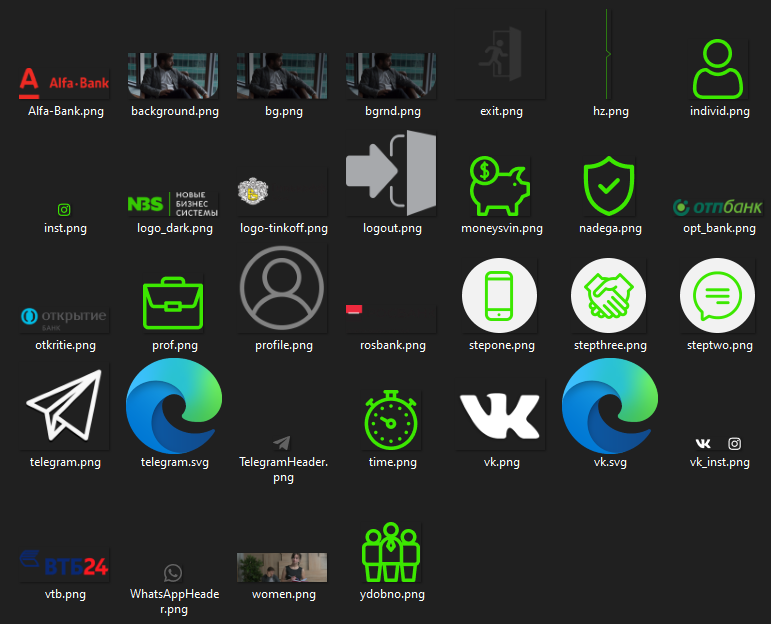 Alfa-Bank
Alfa-Bank.png
background.png
bg.png
bgrnd.png
exit.png
hz.png
individ.png
inst.png
NBS
НОВЫЕ
БИЗНЕС
СИСТЕМЫ
logo_dark.png
logo-tinkoff.png
logout.png
$
moneysvin.png
nadega.png
отпбанк
opt_bank.png
открытие
БАНК
otkritie.png
prof.png
profile.png
rosbank.png
stepone.png
stepthree.png
steptwo.png
telegram.png
telegram.svg
TelegramHeader.
png
time.png
vk.png
vk.svg
vk_inst.png
ВТБ24
vtb.png
WhatsAppHeade
r.png
women.png
ydobno.png